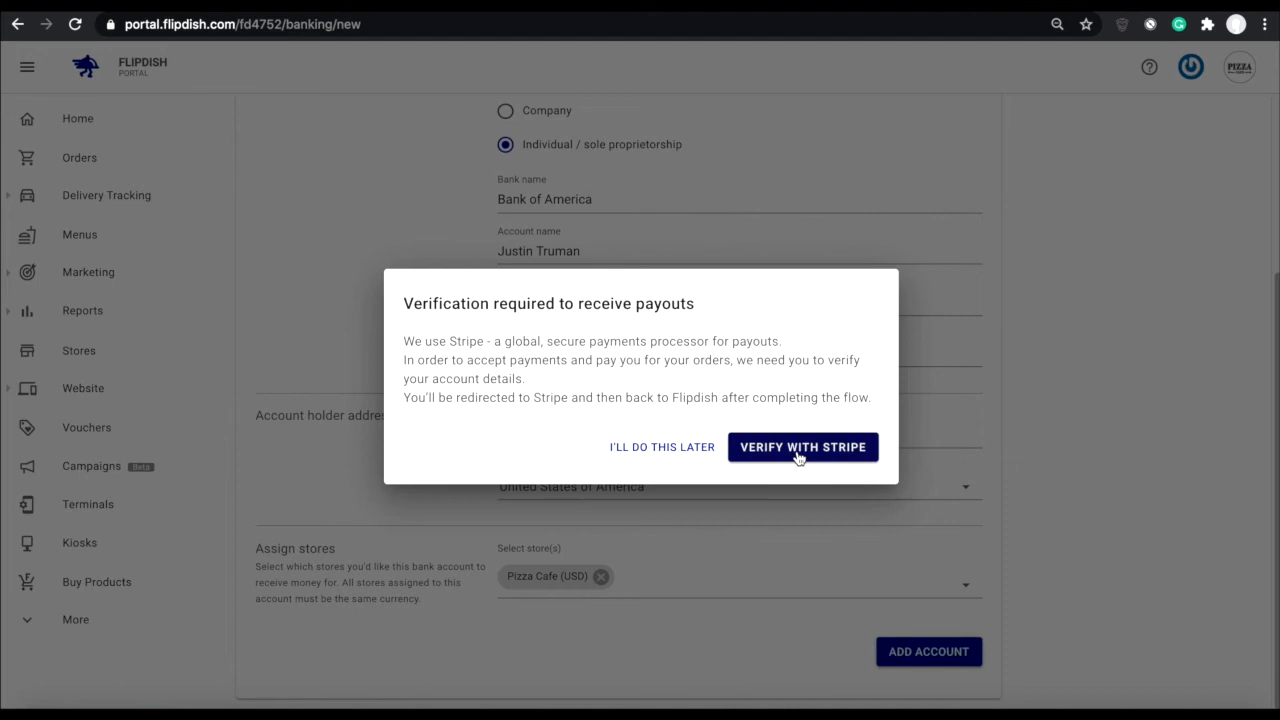 portal.flipdish.com/fd4752/banking/new
FLIPDISH
PORTAL
PIZZA
Home
Orders
Delivery Tracking
Menus
Marketing
Reports
Stores
Website
Vouchers
Campaigns Beta
Terminals
Kiosks
Buy Products
More
Company
Individual / sole proprietorship
Bank name
Bank of America
Account name
Justin Truman
Verification required to receive payouts
We use Stripe - a global, secure payments processor for payouts.
In order to accept payments and pay you for your orders, we need you to verify
your account details.
You'll be redirected to Stripe and then back to Flipdish after completing the flow.
I'LL DO THIS LATER
VERIFY WITH STRIPE
Account holder addre
United States of America
Assign stores
Select which stores you'd like this bank account to
receive money for. All stores assigned to this
account must be the same currency.
Select store(s)
Pizza Cafe (USD)
ADD ACCOUNT